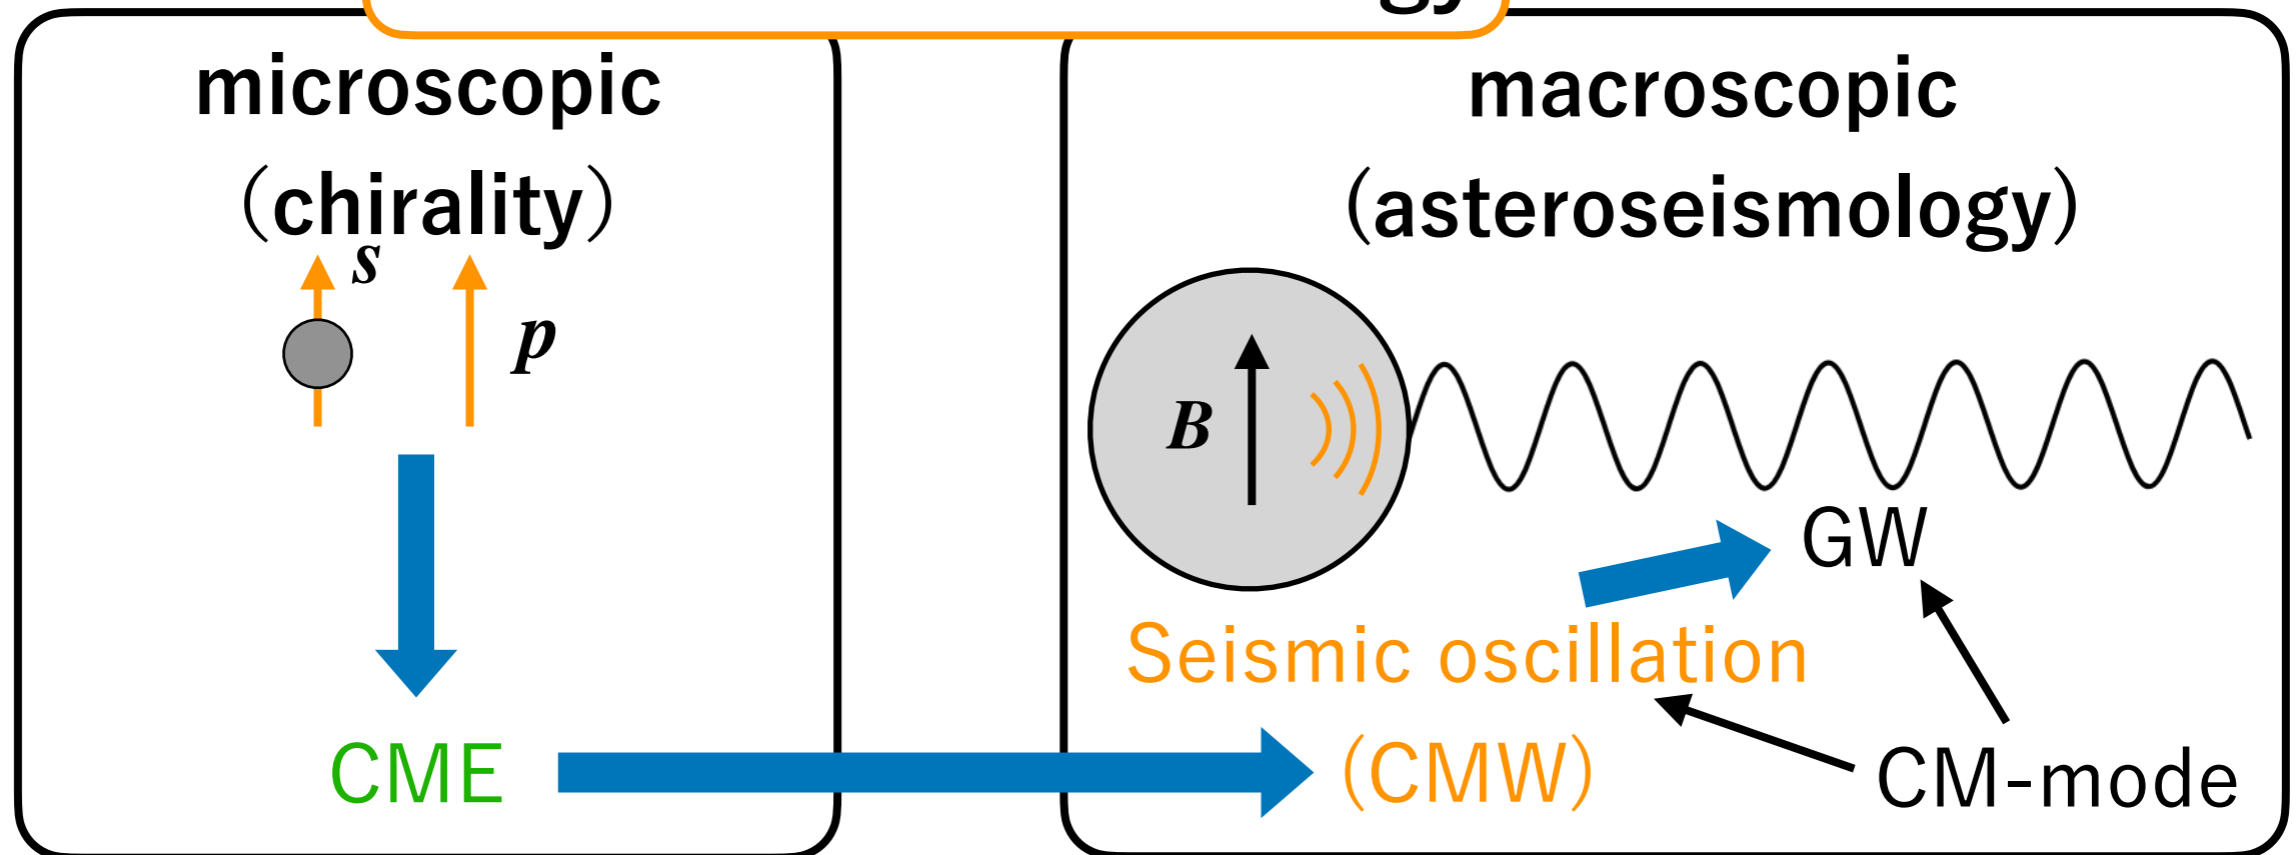 microscopic
(chirality)
s
p
CME
macroscopic
(asteroseismology)
B
GW
Seismic oscillation
(CMW)
CM-mode